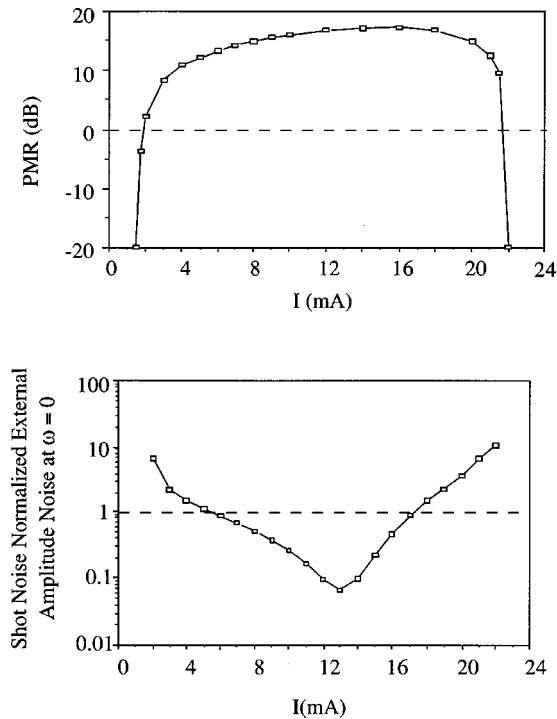 20
10
0
-10
-20
PMR (dB)
0 4 8 12 16 20 24
I (mA)
100
10
1
0.1
0.01
Shot Noise Normalized External
Amplitude Noise at ω = 0
0 4 8 12 16 20 24
I(mA)